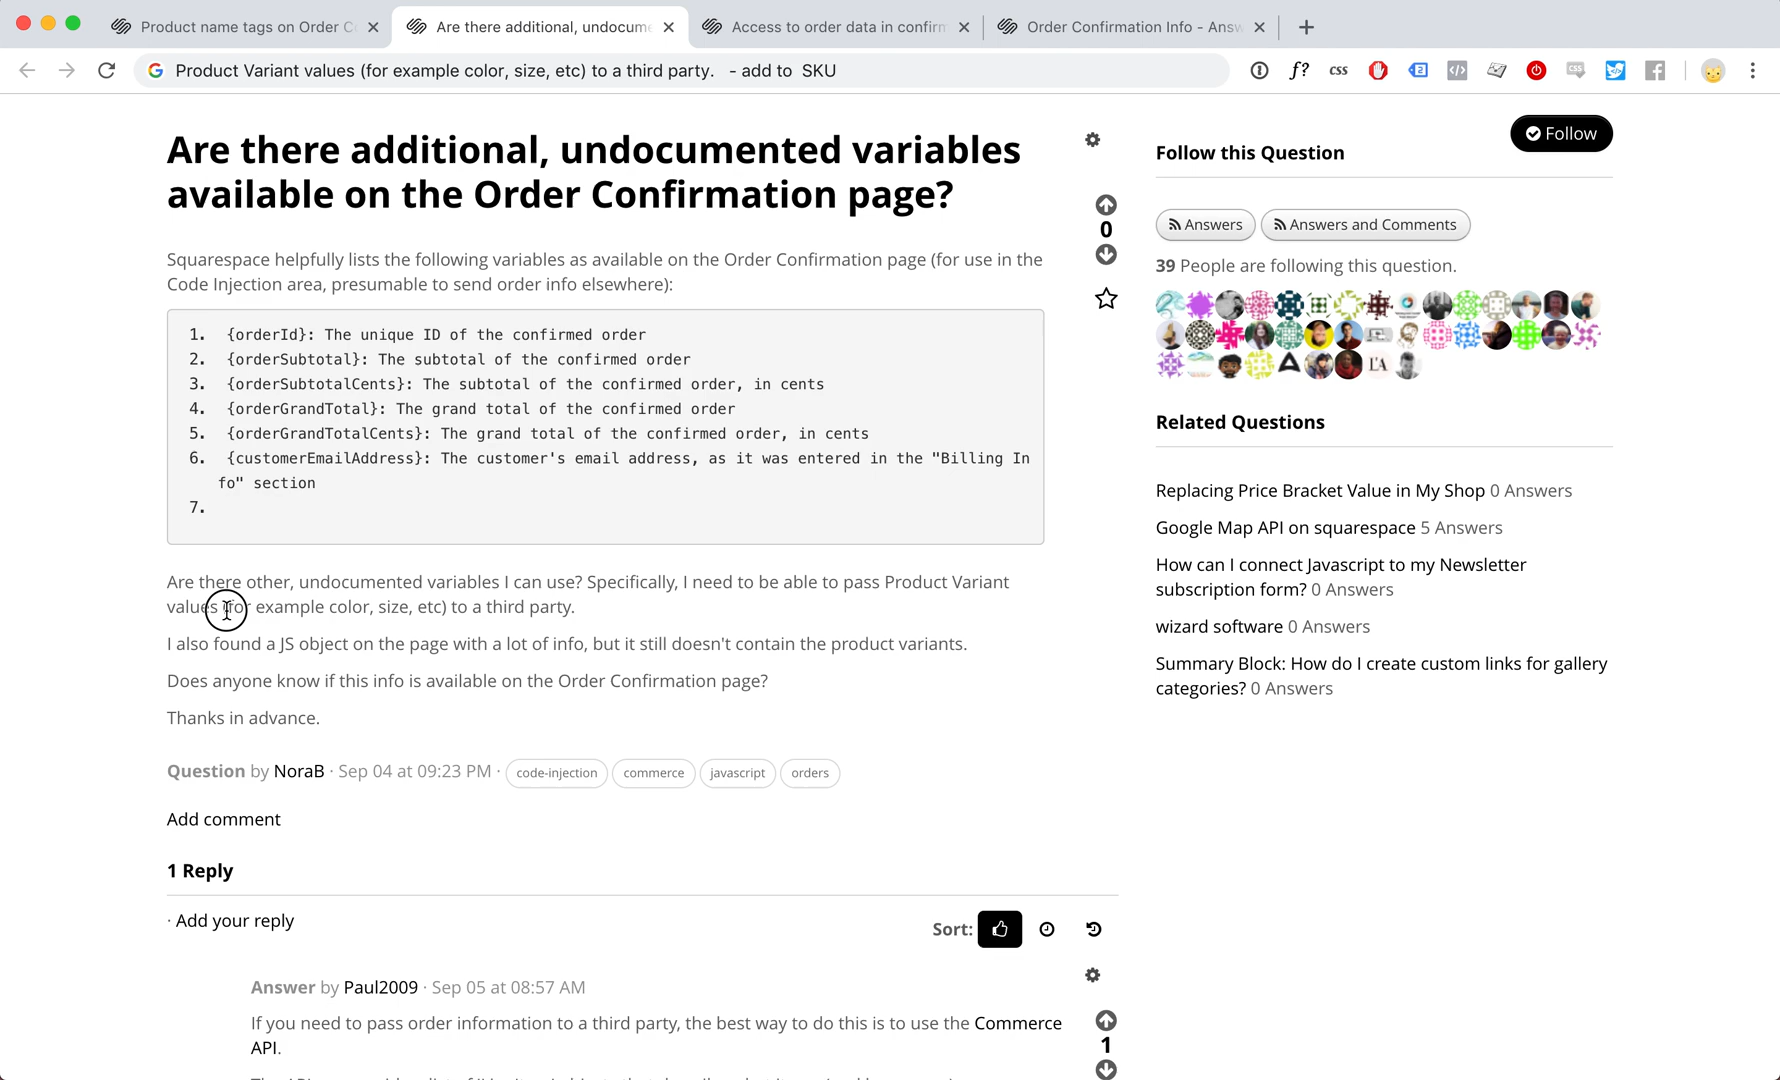 Product name tags on Order C
Are there additional, undocume
Access to order data in confirm
Order Confirmation Info - Answ
Product Variant values (for example color, size, etc) to a third party.   - add to  SKU
f?
css
Are there additional, undocumented variables
available on the Order Confirmation page?
Squarespace helpfully lists the following variables as available on the Order Confirmation page (for use in the
Code Injection area, presumable to send order info elsewhere):
1. {orderId}: The unique ID of the confirmed order
2. {orderSubtotal}: The subtotal of the confirmed order
3. {orderSubtotalCents}: The subtotal of the confirmed order, in cents
4. {orderGrandTotal}: The grand total of the confirmed order
5. {orderGrandTotalCents}: The grand total of the confirmed order, in cents
6. {customerEmailAddress}: The customer's email address, as it was entered in the "Billing In
fo" section
7.
Are there other, undocumented variables I can use? Specifically, I need to be able to pass Product Variant
values (for example color, size, etc) to a third party.
I also found a JS object on the page with a lot of info, but it still doesn't contain the product variants.
Does anyone know if this info is available on the Order Confirmation page?
Thanks in advance.
Question by NoraB · Sep 04 at 09:23 PM · code-injection commerce javascript orders
Add comment
1 Reply
· Add your reply
Sort:
Answer by Paul2009 · Sep 05 at 08:57 AM
If you need to pass order information to a third party, the best way to do this is to use the Commerce
API.
0
1
Follow
Follow this Question
Answers
Answers and Comments
39 People are following this question.
Related Questions
Replacing Price Bracket Value in My Shop 0 Answers
Google Map API on squarespace 5 Answers
How can I connect Javascript to my Newsletter
subscription form? 0 Answers
wizard software 0 Answers
Summary Block: How do I create custom links for gallery
categories? 0 Answers